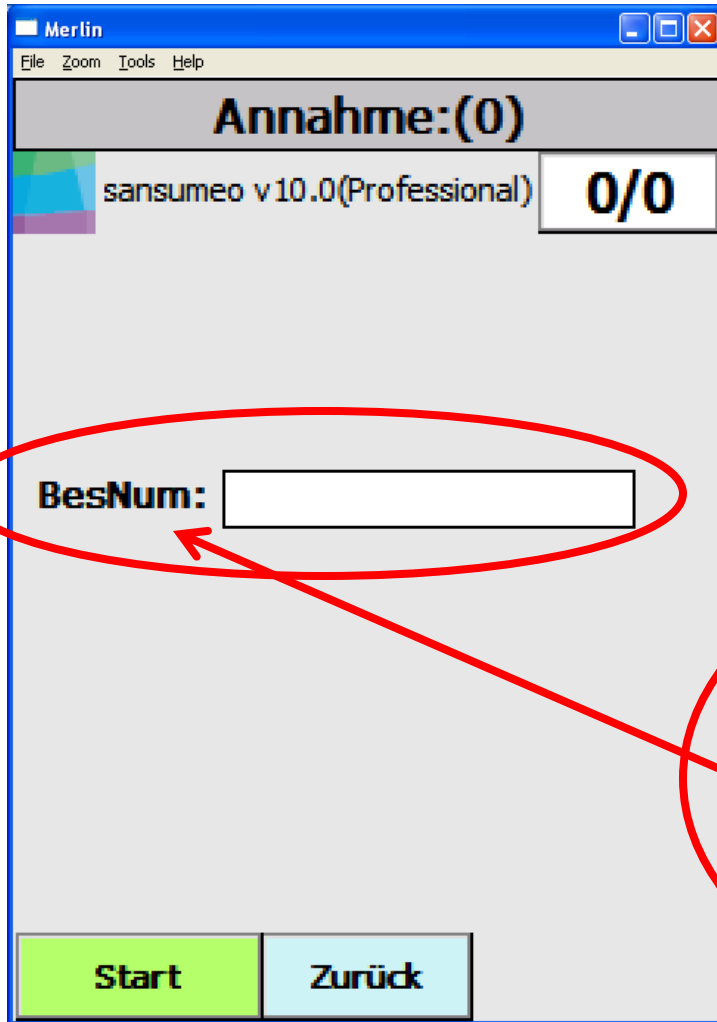 Merlin
File Zoom Tools Help
Annahme:(0)
sansumeo v10.0(Professional) 0/0
BesNum:
Start Zurück